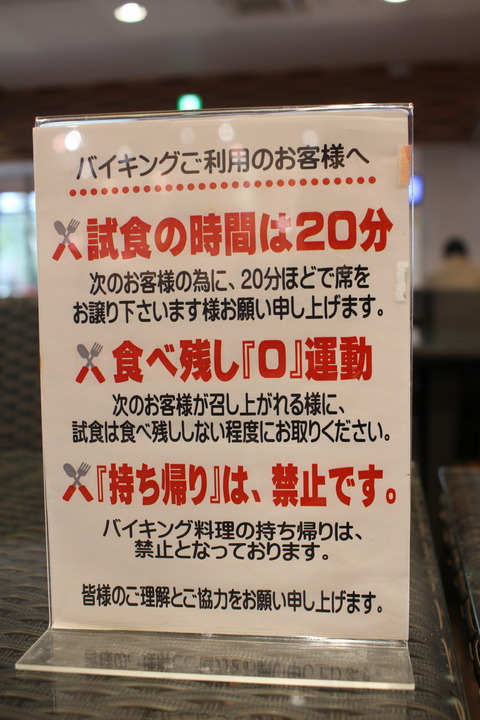 バイキングご利用のお客様へ
試食の時間は20分
次のお客様の為に、20分ほどで席を
お譲り下さいます様お願い申し上げます。
食べ残し『0』運動
次のお客様が召し上がれる様に、
試食は食べ残ししない程度にお取りください。
『持ち帰り』は、禁止です。
バイキング料理の持ち帰りは、
禁止となっております。
皆様のご理解とご協力をお願い申し上げます。